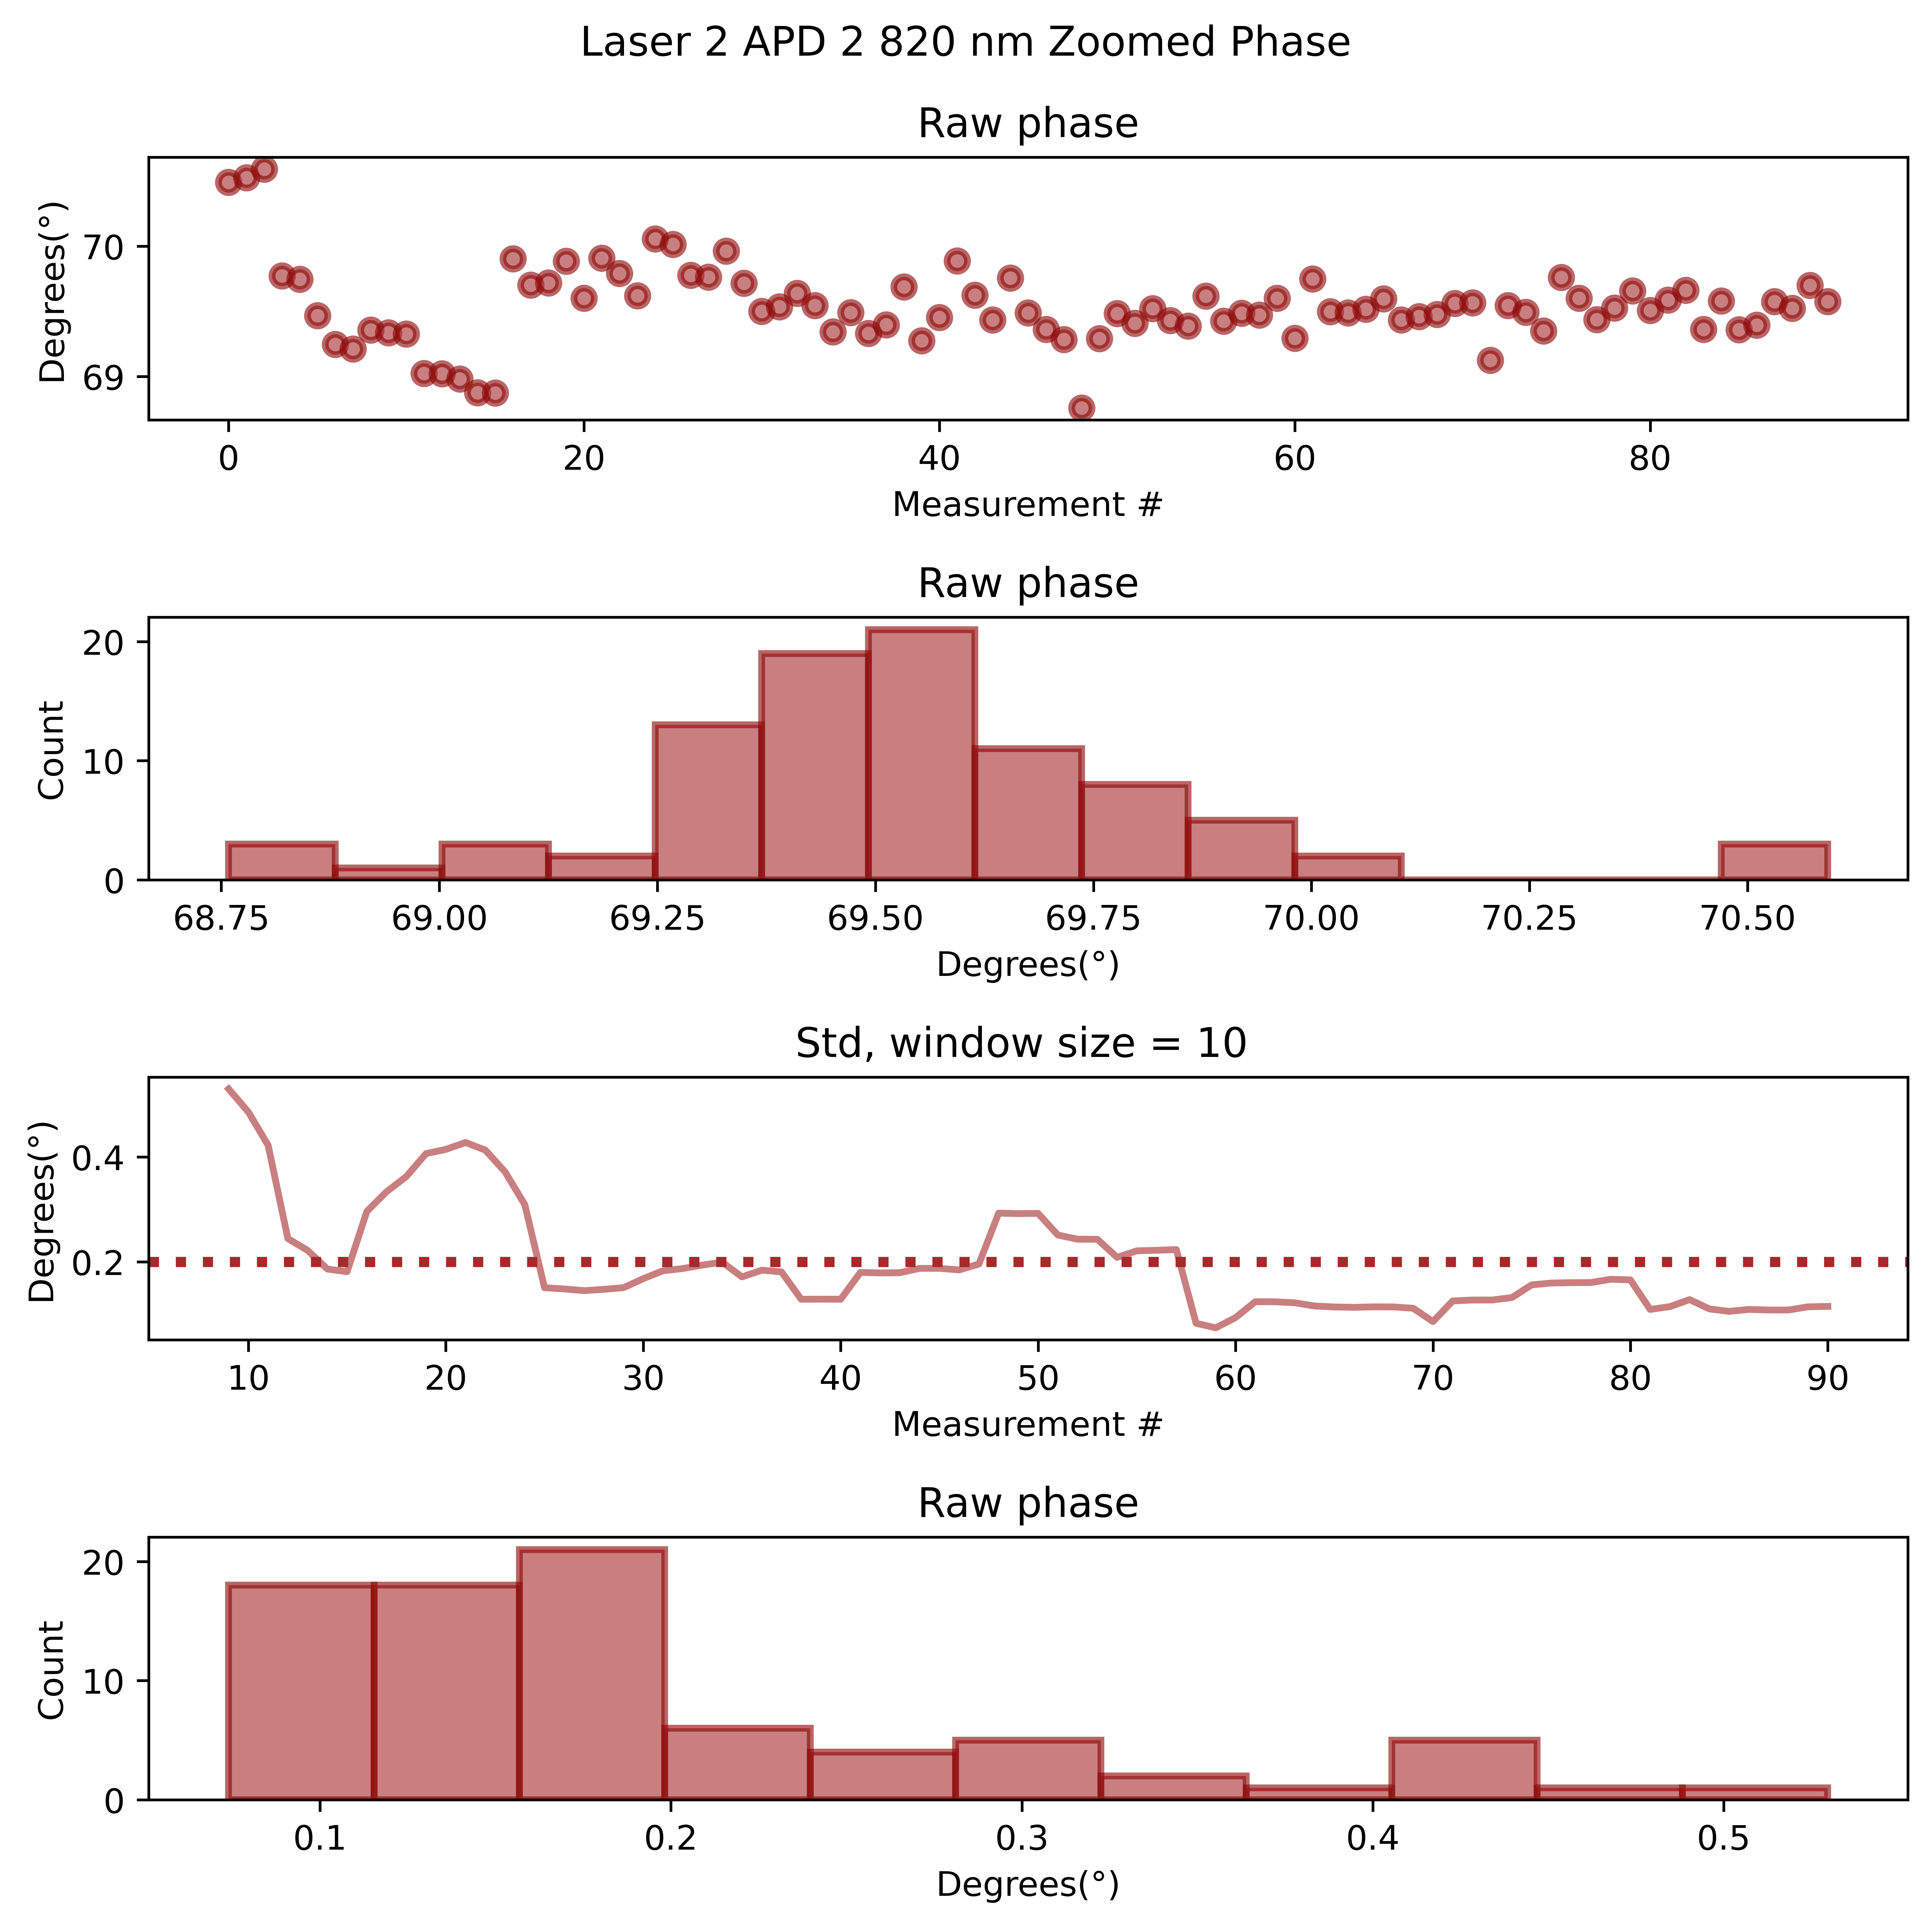 Laser 2 APD 2 820 nm Zoomed Phase
Raw phase
Degrees(°)
70
69
0 20 40 60 80
Measurement #
Raw phase
Count
20
10
0
68.75 69.00 69.25 69.50 69.75 70.00 70.25 70.50
Degrees(°)
Std, window size = 10
Degrees(°)
0.4
0.2
10 20 30 40 50 60 70 80 90
Measurement #
Raw phase
Count
20
10
0
0.1 0.2 0.3 0.4 0.5
Degrees(°)